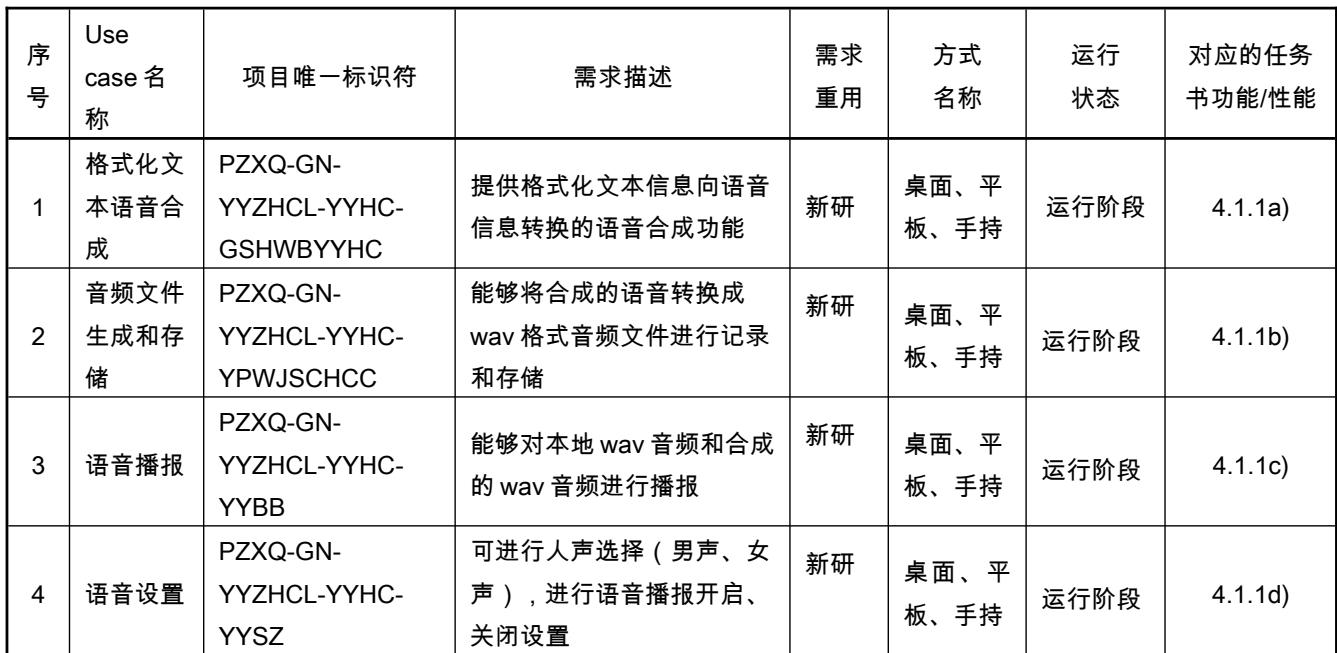 序号 Use case 名称 项目唯一标识符 需求描述 需求重用 方式名称 运行状态 对应的任务书功能/性能
1 格式化文本语音合成 PZXQ-GN-YYZHCL-YYHC-GSHWBYYHC 提供格式化文本信息向语音信息转换的语音合成功能 新研 桌面、平板、手持 运行阶段 4.1.1a)
2 音频文件生成和存储 PZXQ-GN-YYZHCL-YYHC-YPWJSCHCC 能够将合成的语音转换成 wav 格式音频文件进行记录和存储 新研 桌面、平板、手持 运行阶段 4.1.1b)
3 语音播报 PZXQ-GN-YYZHCL-YYHC-YYBB 能够对本地 wav 音频和合成的 wav 音频进行播报 新研 桌面、平板、手持 运行阶段 4.1.1c)
4 语音设置 PZXQ-GN-YYZHCL-YYHC-YYSZ 可进行人声选择（男声、女声），进行语音播报开启、关闭设置 新研 桌面、平板、手持 运行阶段 4.1.1d)